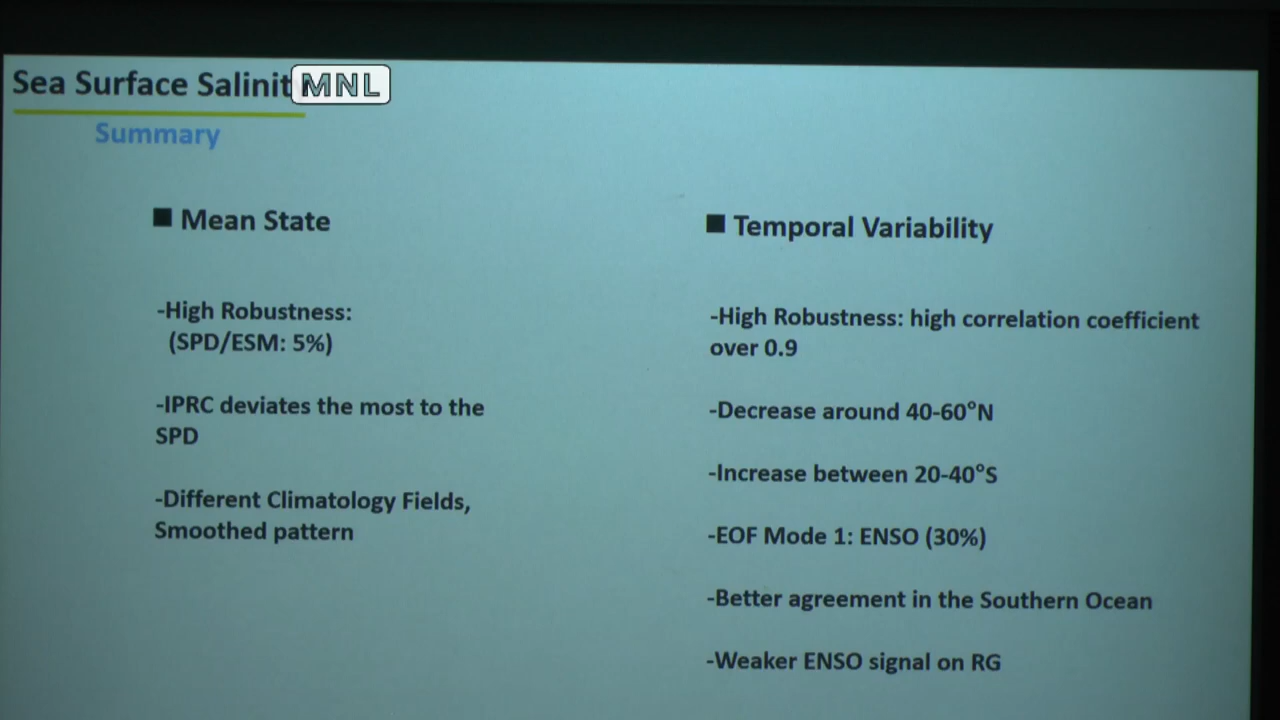 Sea Surface Salinit
MNL
Summary
■ Mean State
-High Robustness:
(SPD/ESM: 5%)
-IPRC deviates the most to the
SPD
-Different Climatology Fields,
Smoothed pattern
■ Temporal Variability
-High Robustness: high correlation coefficient
over 0.9
-Decrease around 40-60°N
-Increase between 20-40°S
-EOF Mode 1: ENSO (30%)
-Better agreement in the Southern Ocean
-Weaker ENSO signal on RG